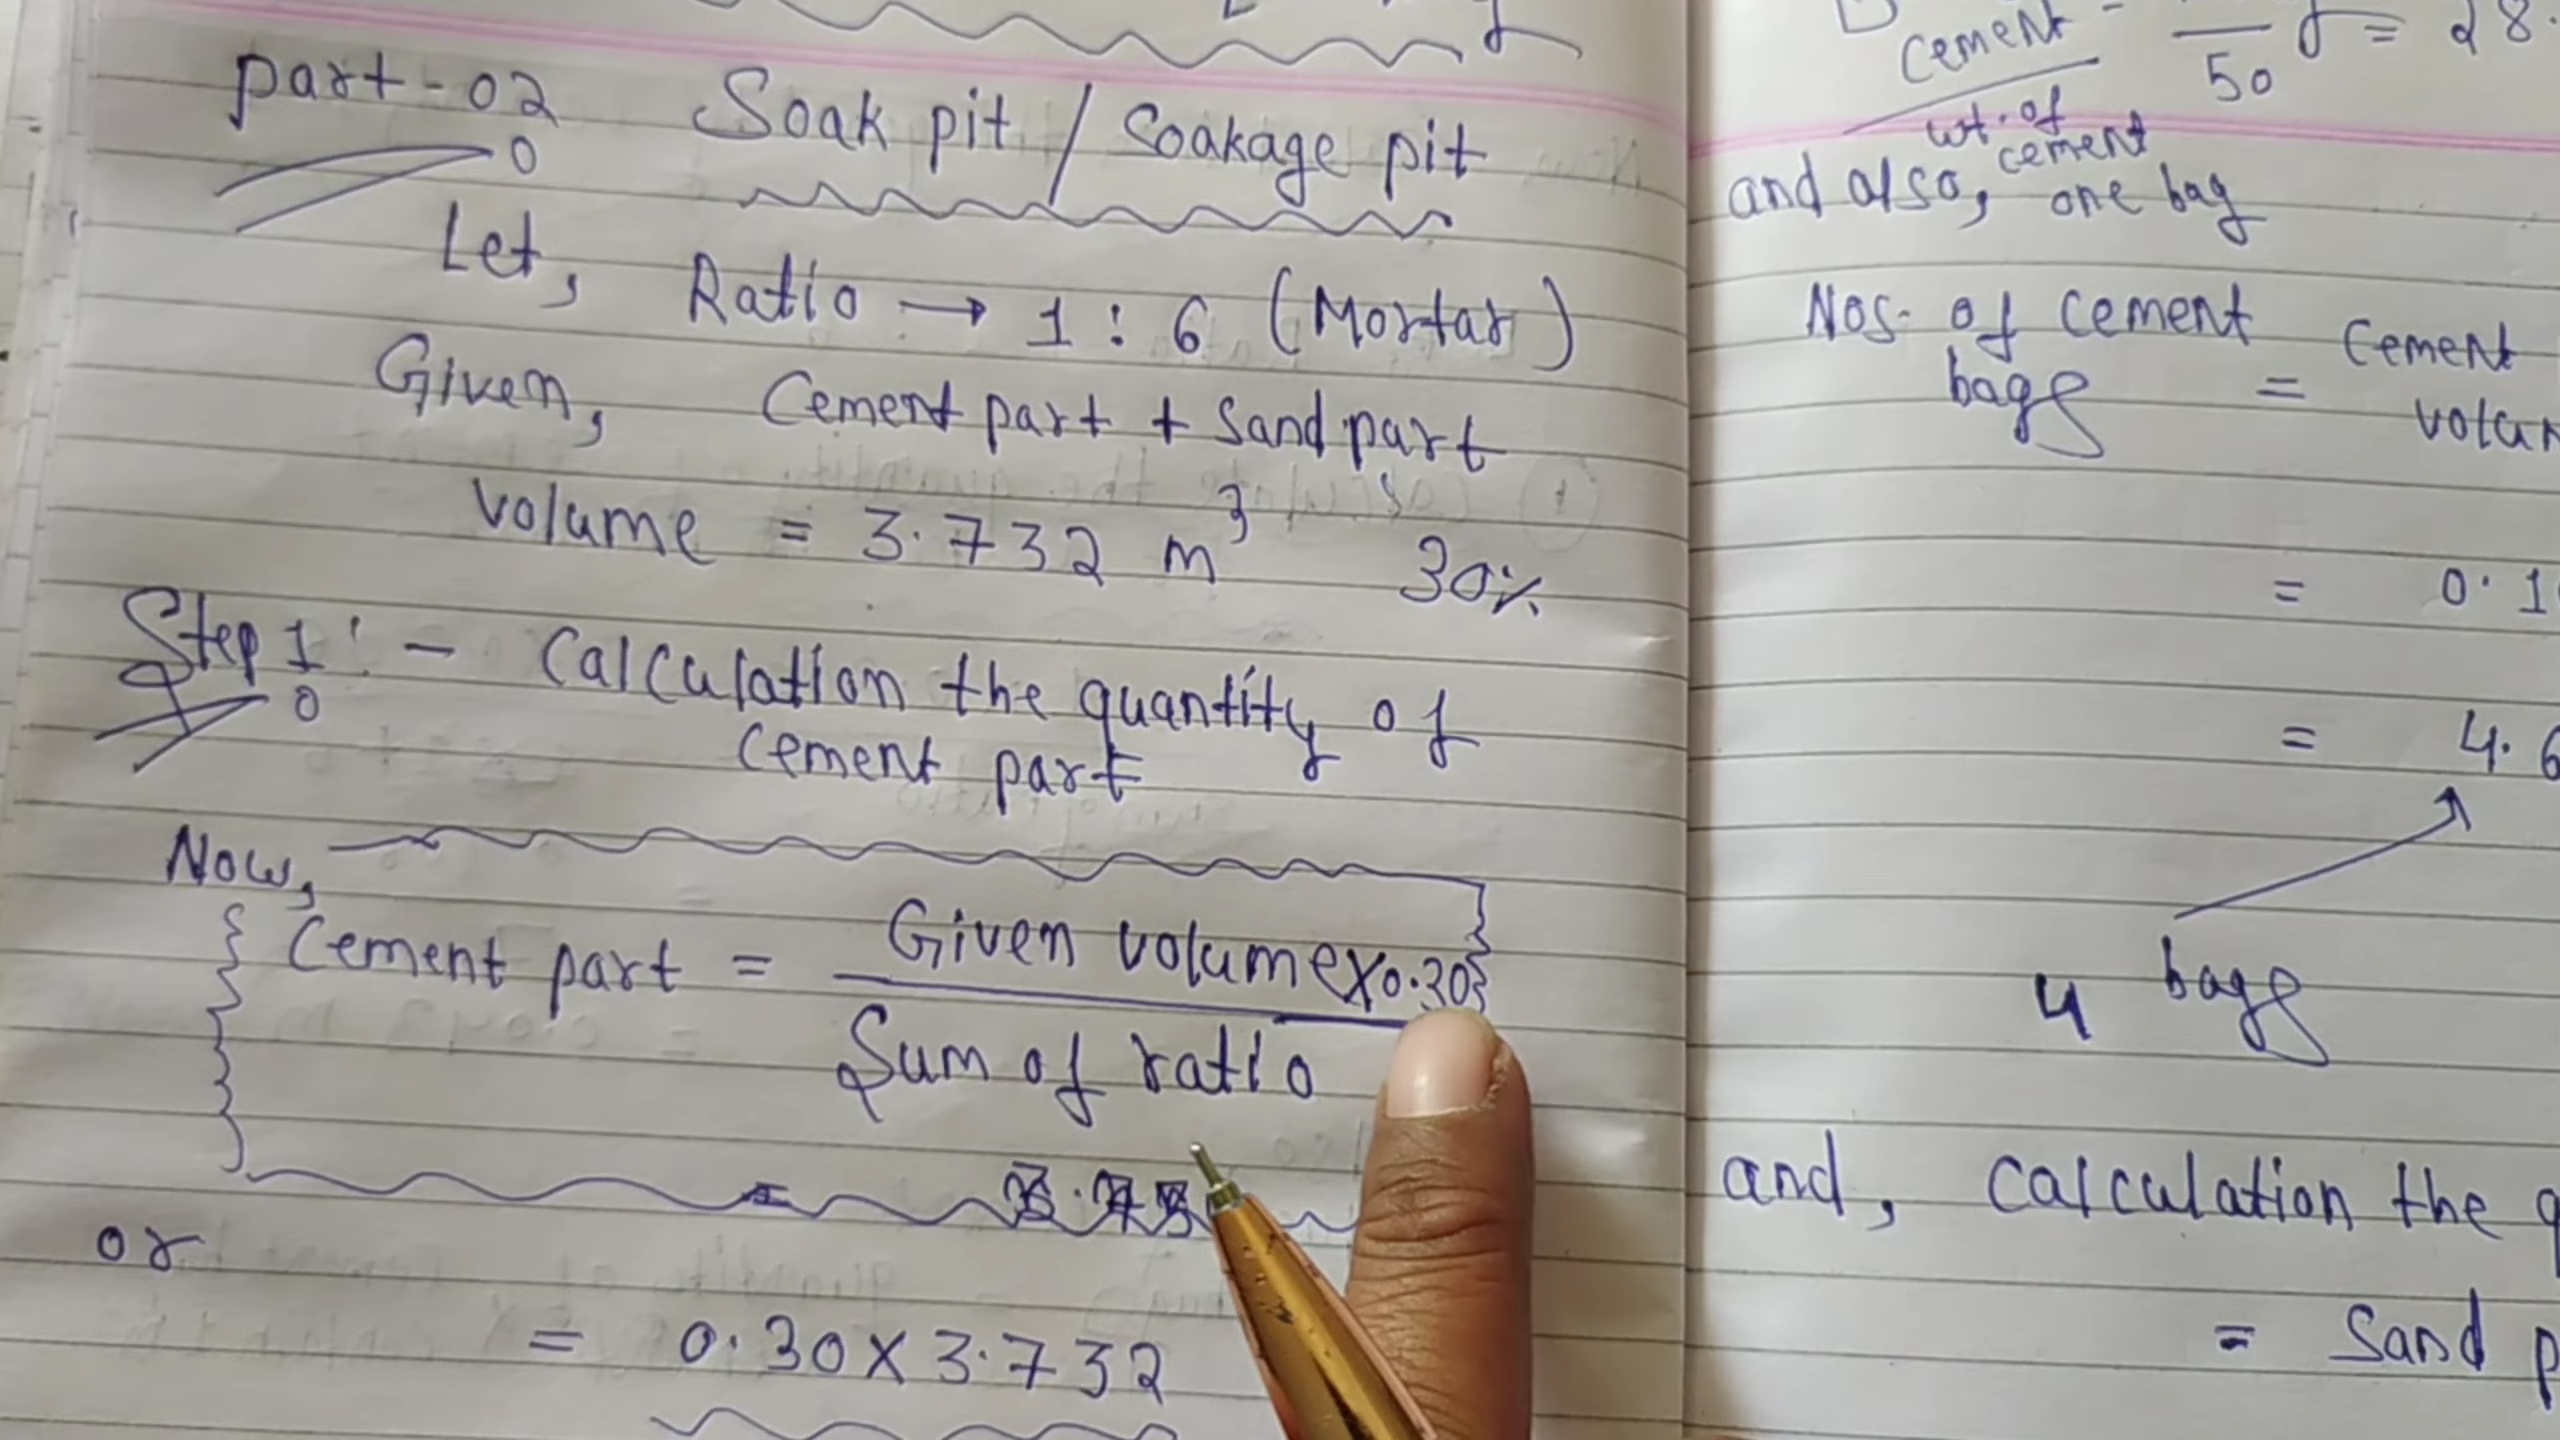 part-02 Soak pit / Soakage pit
Let, Ratio → 1 : 6 (Mortar)
Given, Cement part + Sand part
volume = 3.732 m³ 30%
Step 1 :- Calculation the quantity of
cement part
Now,
Cement part = Given volume x 0.30
Sum of ratio
or
= 0.30 x 3.732
Cement
50 = 28.
wt. of
cement
and also, one bag
Nos. of cement Cement
bags =
= 0.1
= 4.6
4 bags
and, Calculation the
= Sand